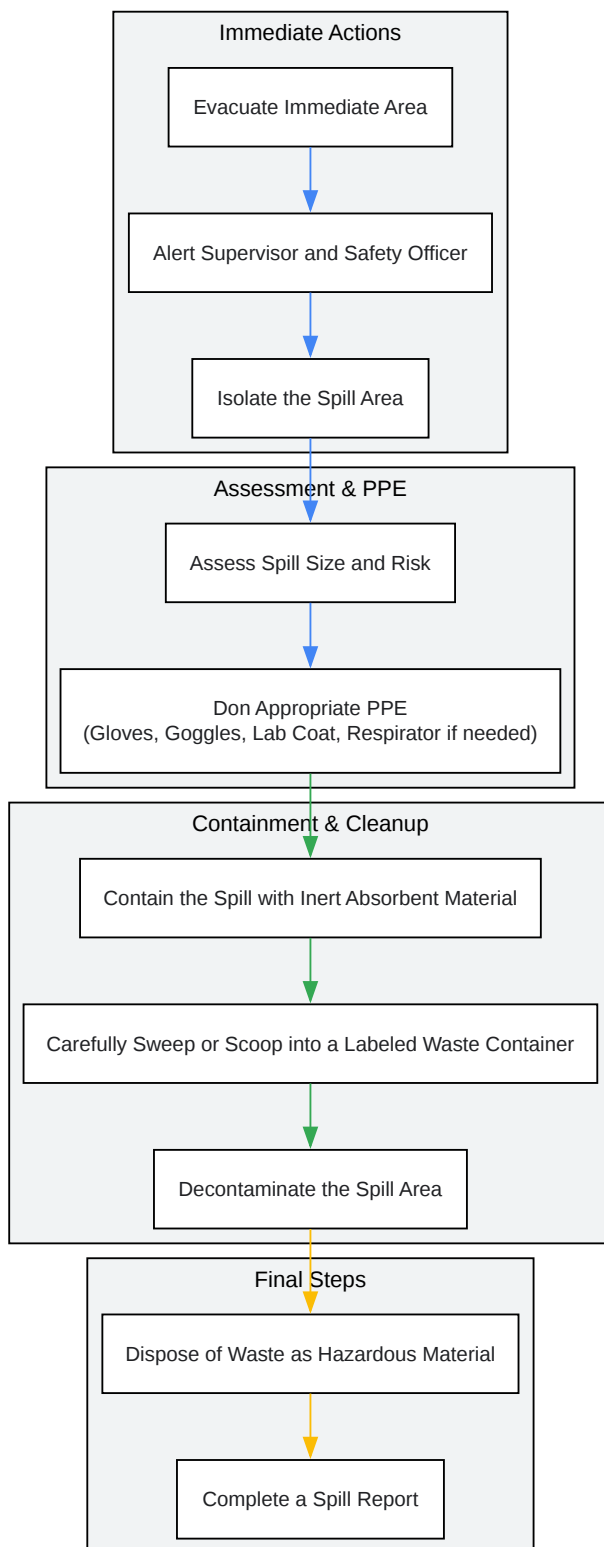 Immediate Actions
Evacuate Immediate Area
Alert Supervisor and Safety Officer
Isolate the Spill Area
Assessment & PPE
Assess Spill Size and Risk
Don Appropriate PPE
(Gloves, Goggles, Lab Coat, Respirator if needed)
Containment & Cleanup
Contain the Spill with Inert Absorbent Material
Carefully Sweep or Scoop into a Labeled Waste Container
Decontaminate the Spill Area
Final Steps
Dispose of Waste as Hazardous Material
Complete a Spill Report